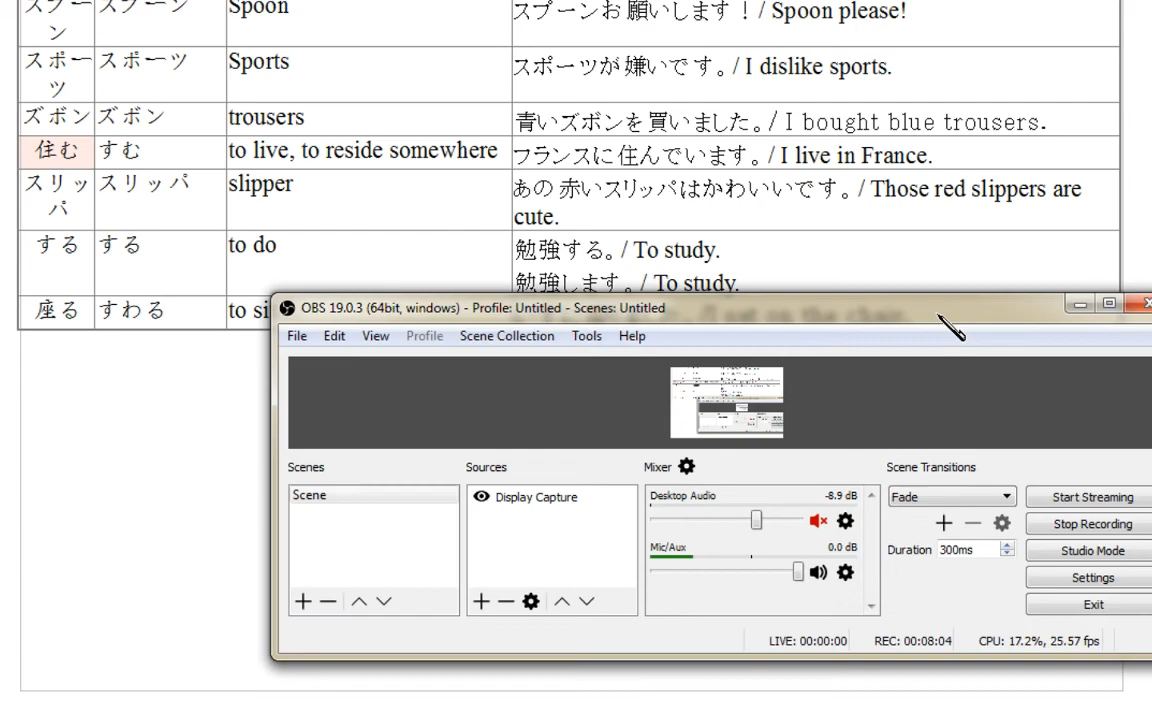 スプー スプーン Spoon スプーンお願いします！/ Spoon please!
ン
スポー スポーツ Sports スポーツが嫌いです。/ I dislike sports.
ツ
ズボン ズボン trousers 青いズボンを買いました。/ I bought blue trousers.
住む すむ to live, to reside somewhere フランスに住んでいます。/ I live in France.
スリッ スリッパ slipper あの赤いスリッパはかわいいです。/ Those red slippers are
パ cute.
する する to do 勉強する。/ To study.
勉強します。/ To study.
座る すわる to si
OBS 19.0.3 (64bit, windows) - Profile: Untitled - Scenes: Untitled
File Edit View Profile Scene Collection Tools Help
Scenes Sources Mixer Scene Transitions
Scene Display Capture Desktop Audio -8.9 dB Fade Start Streaming
Stop Recording
Mic/Aux 0.0 dB Duration 300ms Studio Mode
Settings
Exit
LIVE: 00:00:00 REC: 00:08:04 CPU: 17.2%, 25.57 fps